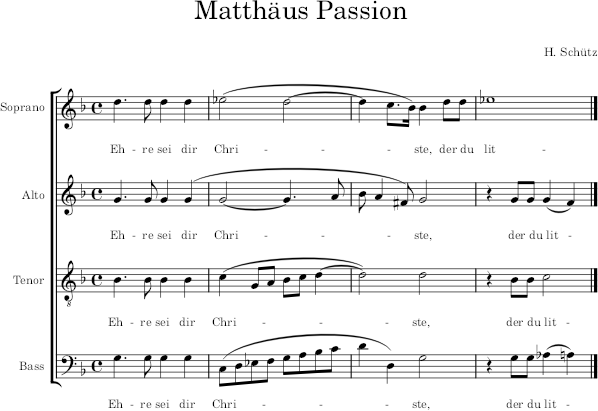 Matthäus Passion
H. Schütz
Soprano
Eh - re sei dir Chri - - - - ste, der du lit -
Alto
Eh - re sei dir Chri - - - - ste, der du lit -
Tenor
8
Eh - re sei dir Chri - - - - ste, der du lit -
Bass
Eh - re sei dir Chri - - - - ste, der du lit -